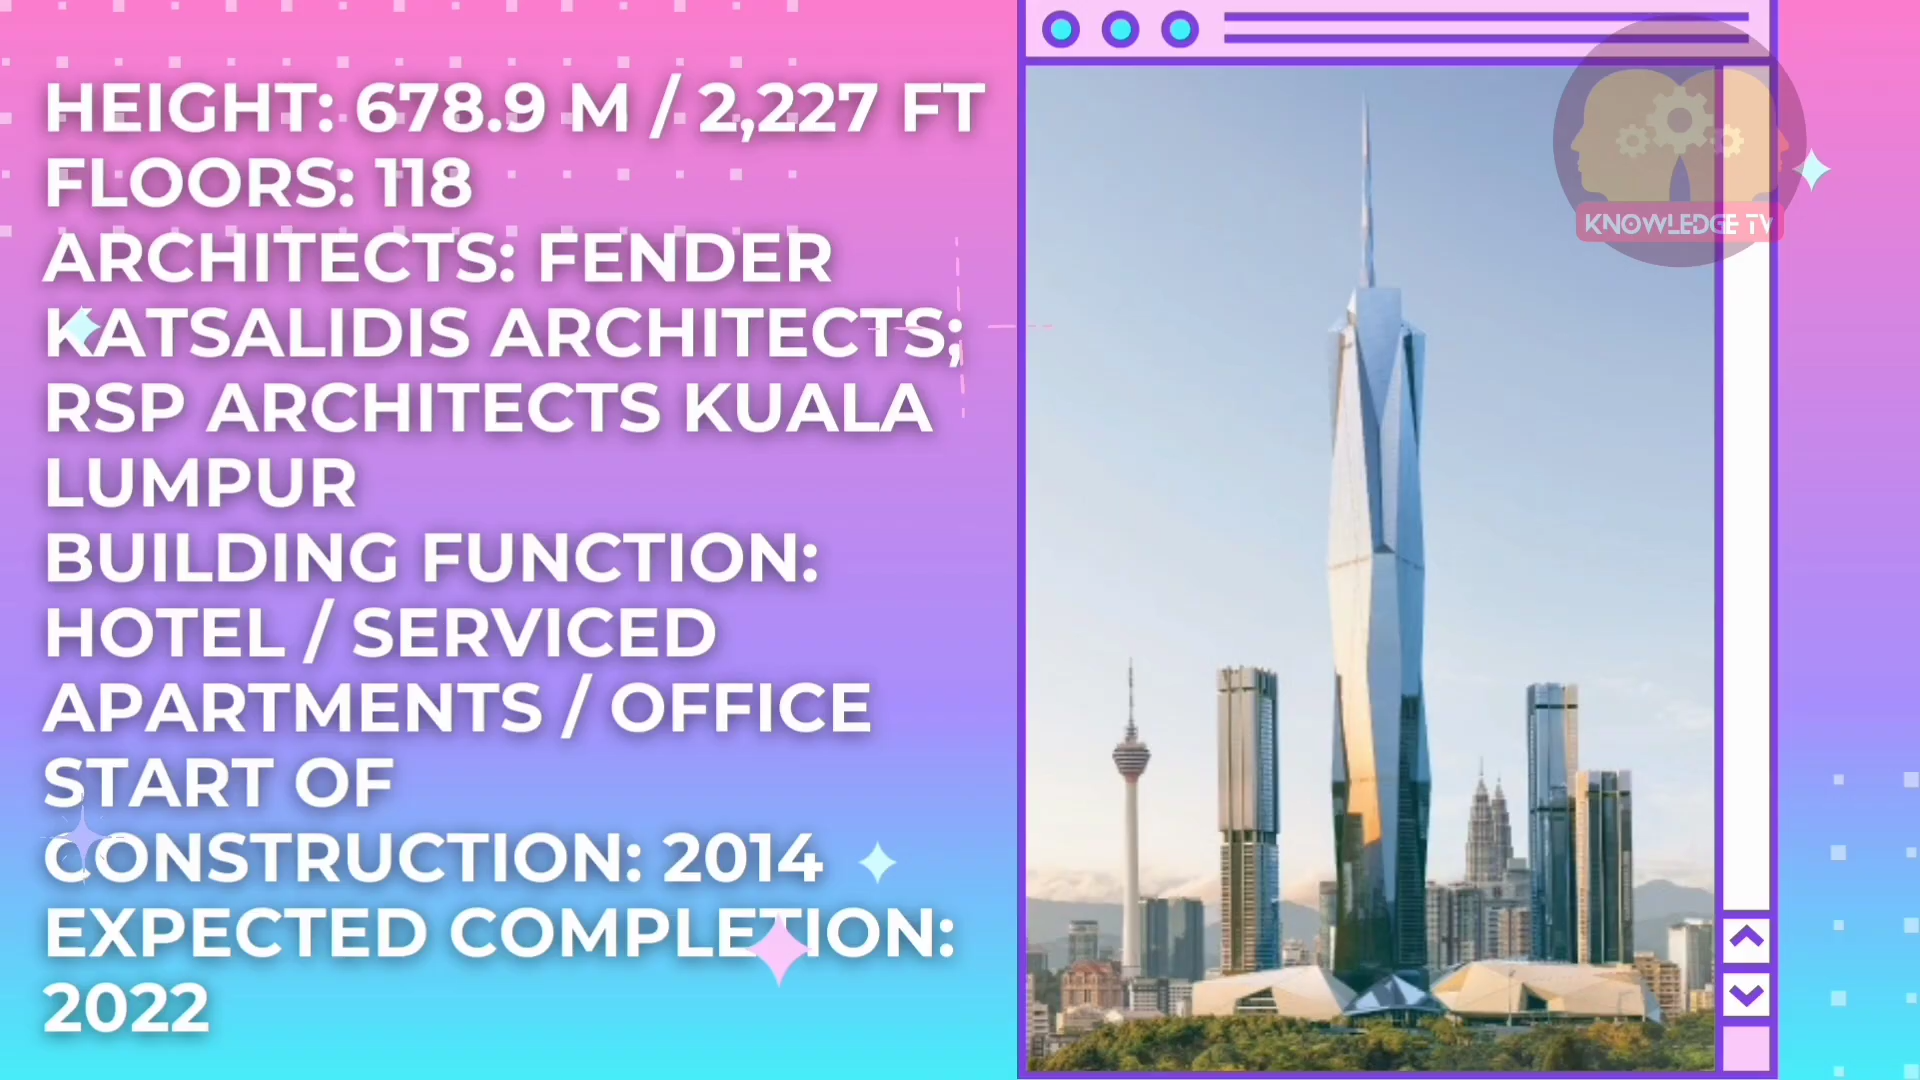 HEIGHT: 678.9 M / 2,227 FT
FLOORS: 118
ARCHITECTS: FENDER
KATSALIDIS ARCHITECTS;
RSP ARCHITECTS KUALA
LUMPUR
BUILDING FUNCTION:
HOTEL / SERVICED
APARTMENTS / OFFICE
START OF
CONSTRUCTION: 2014
EXPECTED COMPLETION:
2022
KNOWLEDGE TV